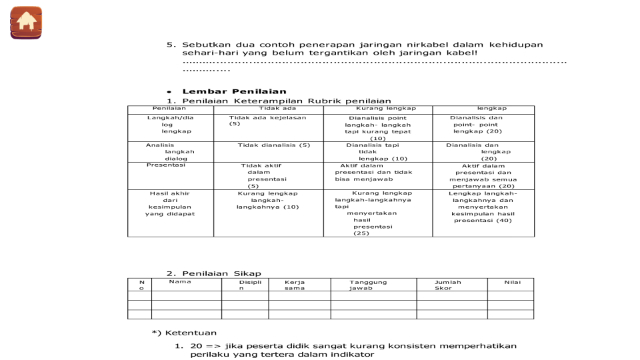 5. Sebutkan dua contoh penerapan jaringan nirkabel dalam kehidupan
sehari-hari yang belum tergantikan oleh jaringan kabel!
................................................................................................................
..............
• Lembar Penilaian
1. Penilaian Keterampilan Rubrik penilaian
Penilaian Tidak ada Kurang lengkap lengkap
Langkah/dia
log
lengkap
Tidak ada kejelasan
(5)
Dianalisis point
langkah- langkah
tapi kurang tepat
(10)
Dianalisis dan
point- point
lengkap (20)
Analisis
langkah
dialog
Tidak dianalisis (5)
Dianalisis tapi
tidak
lengkap (10)
Dianalisis dan
lengkap
(20)
Presentasi
Tidak aktif
dalam
presentasi
(5)
Aktif dalam
presentasi dan tidak
bisa menjawab
Aktif dalam
presentasi dan
menjawab semua
pertanyaan (20)
Hasil akhir
dari
kesimpulan
yang didapat
Kurang lengkap
langkah-
langkahnya (10)
Kurang lengkap
langkah-langkahnya
tapi
menyertakan
hasil
presentasi
(25)
Lengkap langkah-
langkahnya dan
menyertakan
kesimpulan hasil
presentasi (40)
2. Penilaian Sikap
N
o
Nama
Disipli
n
Kerja
sama
Tanggung
jawab
Jumlah
Skor
Nilai
*) Ketentuan
1. 20 => jika peserta didik sangat kurang konsisten memperhatikan
perilaku yang tertera dalam indikator